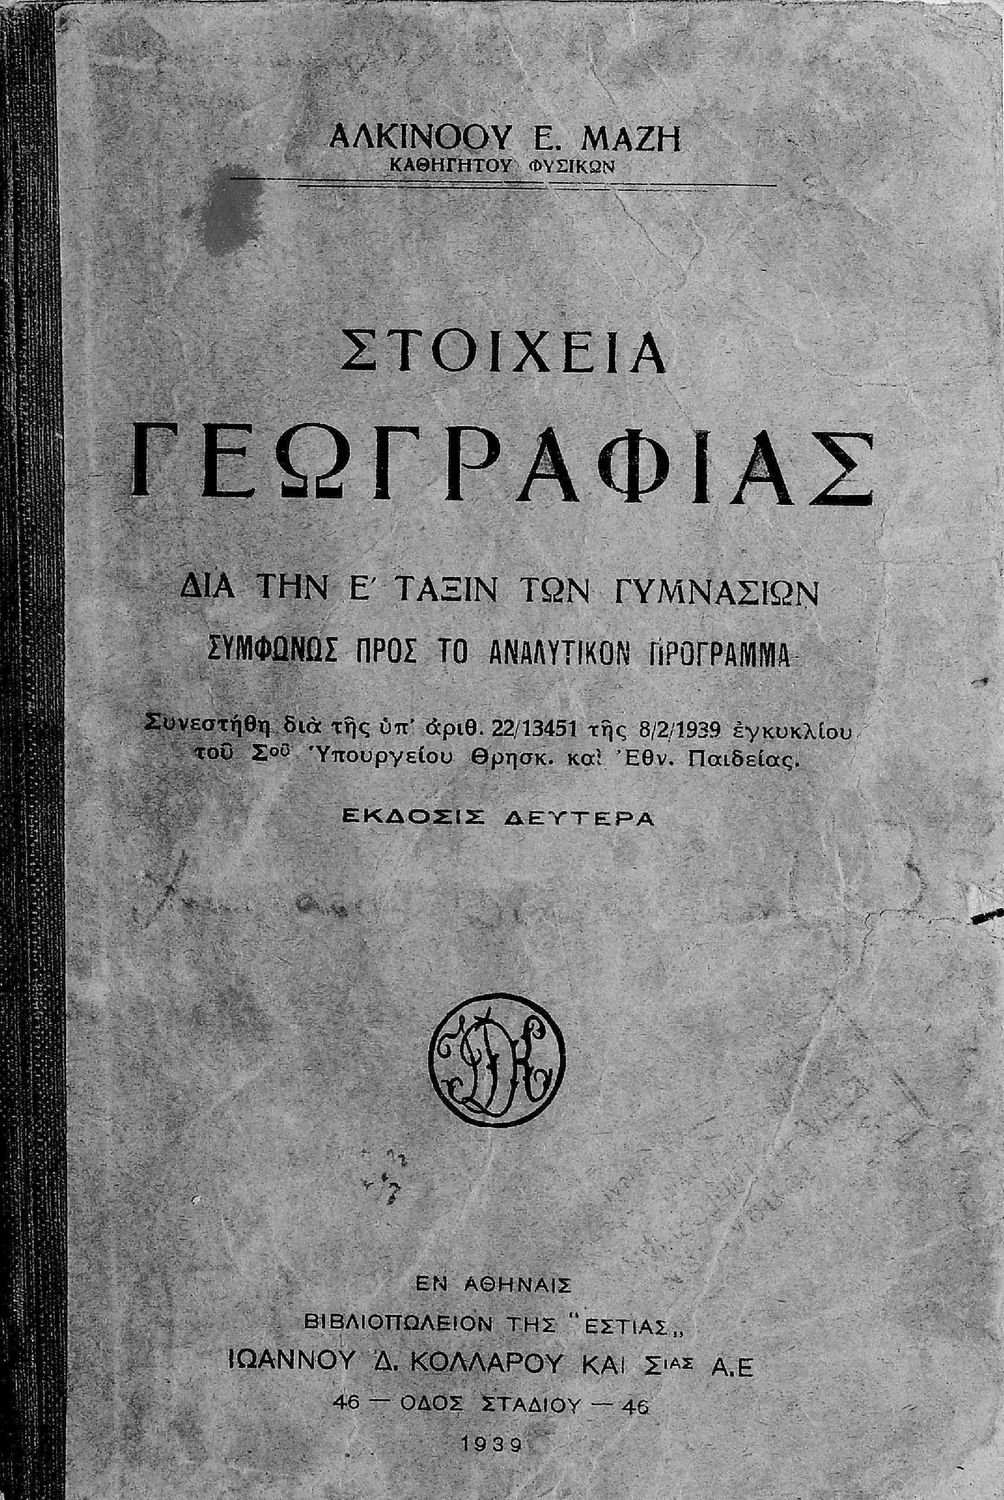 ΑΛΚΙΝΟΟΥ Ε. ΜΑΖΗ
ΚΑΘΗΓΗΤΟΥ ΦΥΣΙΚΩΝ
ΣΤΟΙΧΕΙΑ
ΓΕΩΓΡΑΦΙΑΣ
ΔΙΑ ΤΗΝ Ε΄ ΤΑΞΙΝ ΤΩΝ ΓΥΜΝΑΣΙΩΝ
ΣΥΜΦΩΝΩΣ ΠΡΟΣ ΤΟ ΑΝΑΛΥΤΙΚΟΝ ΠΡΟΓΡΑΜΜΑ
Συνεστήθη διὰ τῆς ὑπ' ἀριθ. 22/13451 τῆς 8/2/1939 ἐγκυκλίου
τοῦ Σοῦ Ὑπουργείου Θρησκ. καὶ Ἐθν. Παιδείας.
ΕΚΔΟΣΙΣ ΔΕΥΤΕΡΑ
ΙΔΚ
ΕΝ ΑΘΗΝΑΙΣ
ΒΙΒΛΙΟΠΩΛΕΙΟΝ ΤΗΣ "ΕΣΤΙΑΣ„
ΙΩΑΝΝΟΥ Δ. ΚΟΛΛΑΡΟΥ ΚΑΙ ΣΙΑΣ Α.Ε
46 — ΟΔΟΣ ΣΤΑΔΙΟΥ — 46
1939